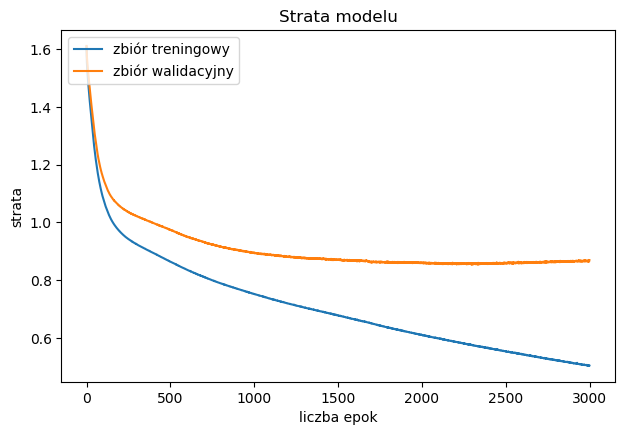 Strata modelu
zbiór treningowy
zbiór walidacyjny
strata
1.6
1.4
1.2
1.0
0.8
0.6
0 500 1000 1500 2000 2500 3000
liczba epok